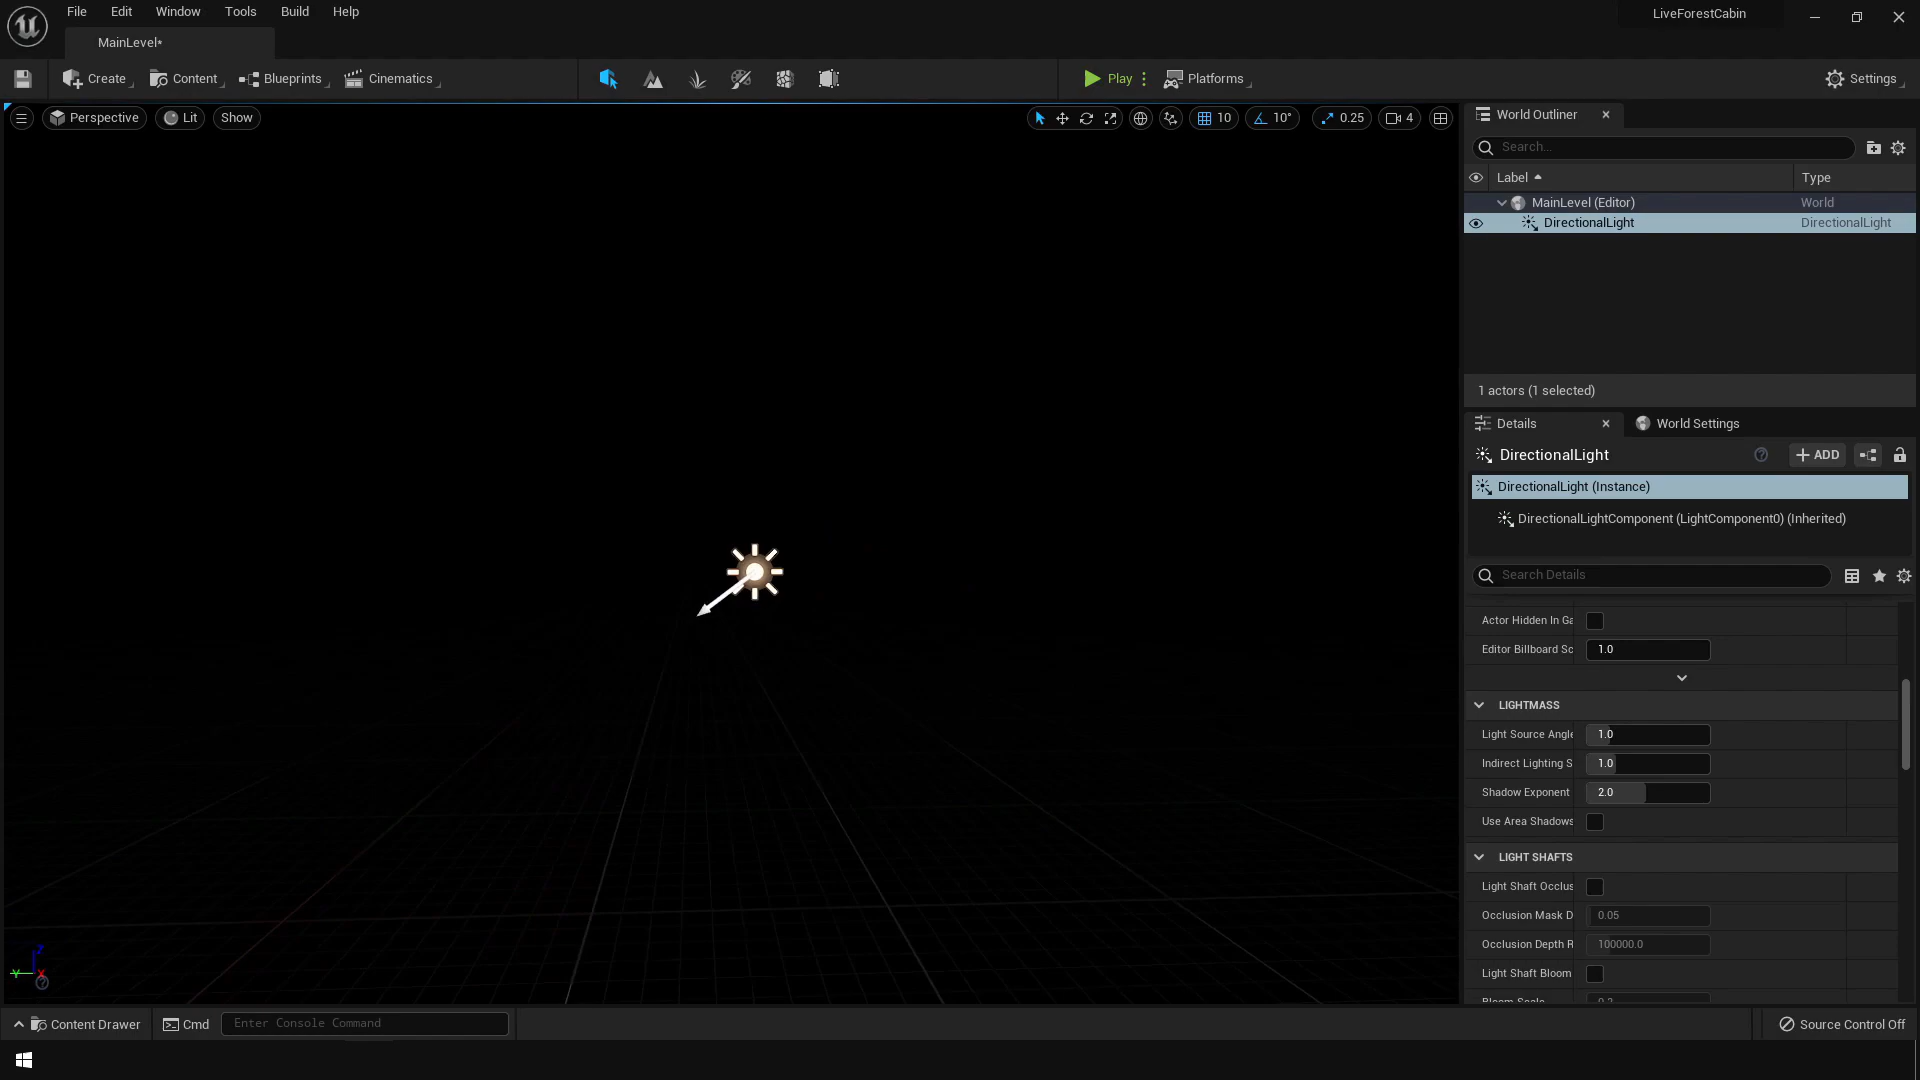 File Edit Window Tools Build Help
LiveForestCabin
MainLevel*
Create Content Blueprints Cinematics Play Platforms Settings
Perspective Lit Show 10 10° 0.25 4
World Outliner
Search...
Label Type
MainLevel (Editor) World
DirectionalLight DirectionalLight
1 actors (1 selected)
Details World Settings
DirectionalLight ADD
DirectionalLight (Instance)
DirectionalLightComponent (LightComponent0) (Inherited)
Search Details
Actor Hidden In Ga
Editor Billboard Sc 1.0
LIGHTMASS
Light Source Angle 1.0
Indirect Lighting S 1.0
Shadow Exponent 2.0
Use Area Shadows
LIGHT SHAFTS
Light Shaft Occlus
Occlusion Mask D 0.05
Occlusion Depth R 100000.0
Light Shaft Bloom
Bloom Scale 0.2
Z
Y X
Content Drawer Cmd Enter Console Command Source Control Off